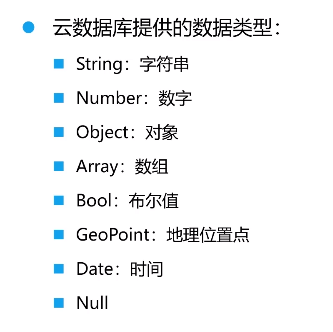 云数据库提供的数据类型：
String：字符串
Number：数字
Object：对象
Array：数组
Bool：布尔值
GeoPoint：地理位置点
Date：时间
Null